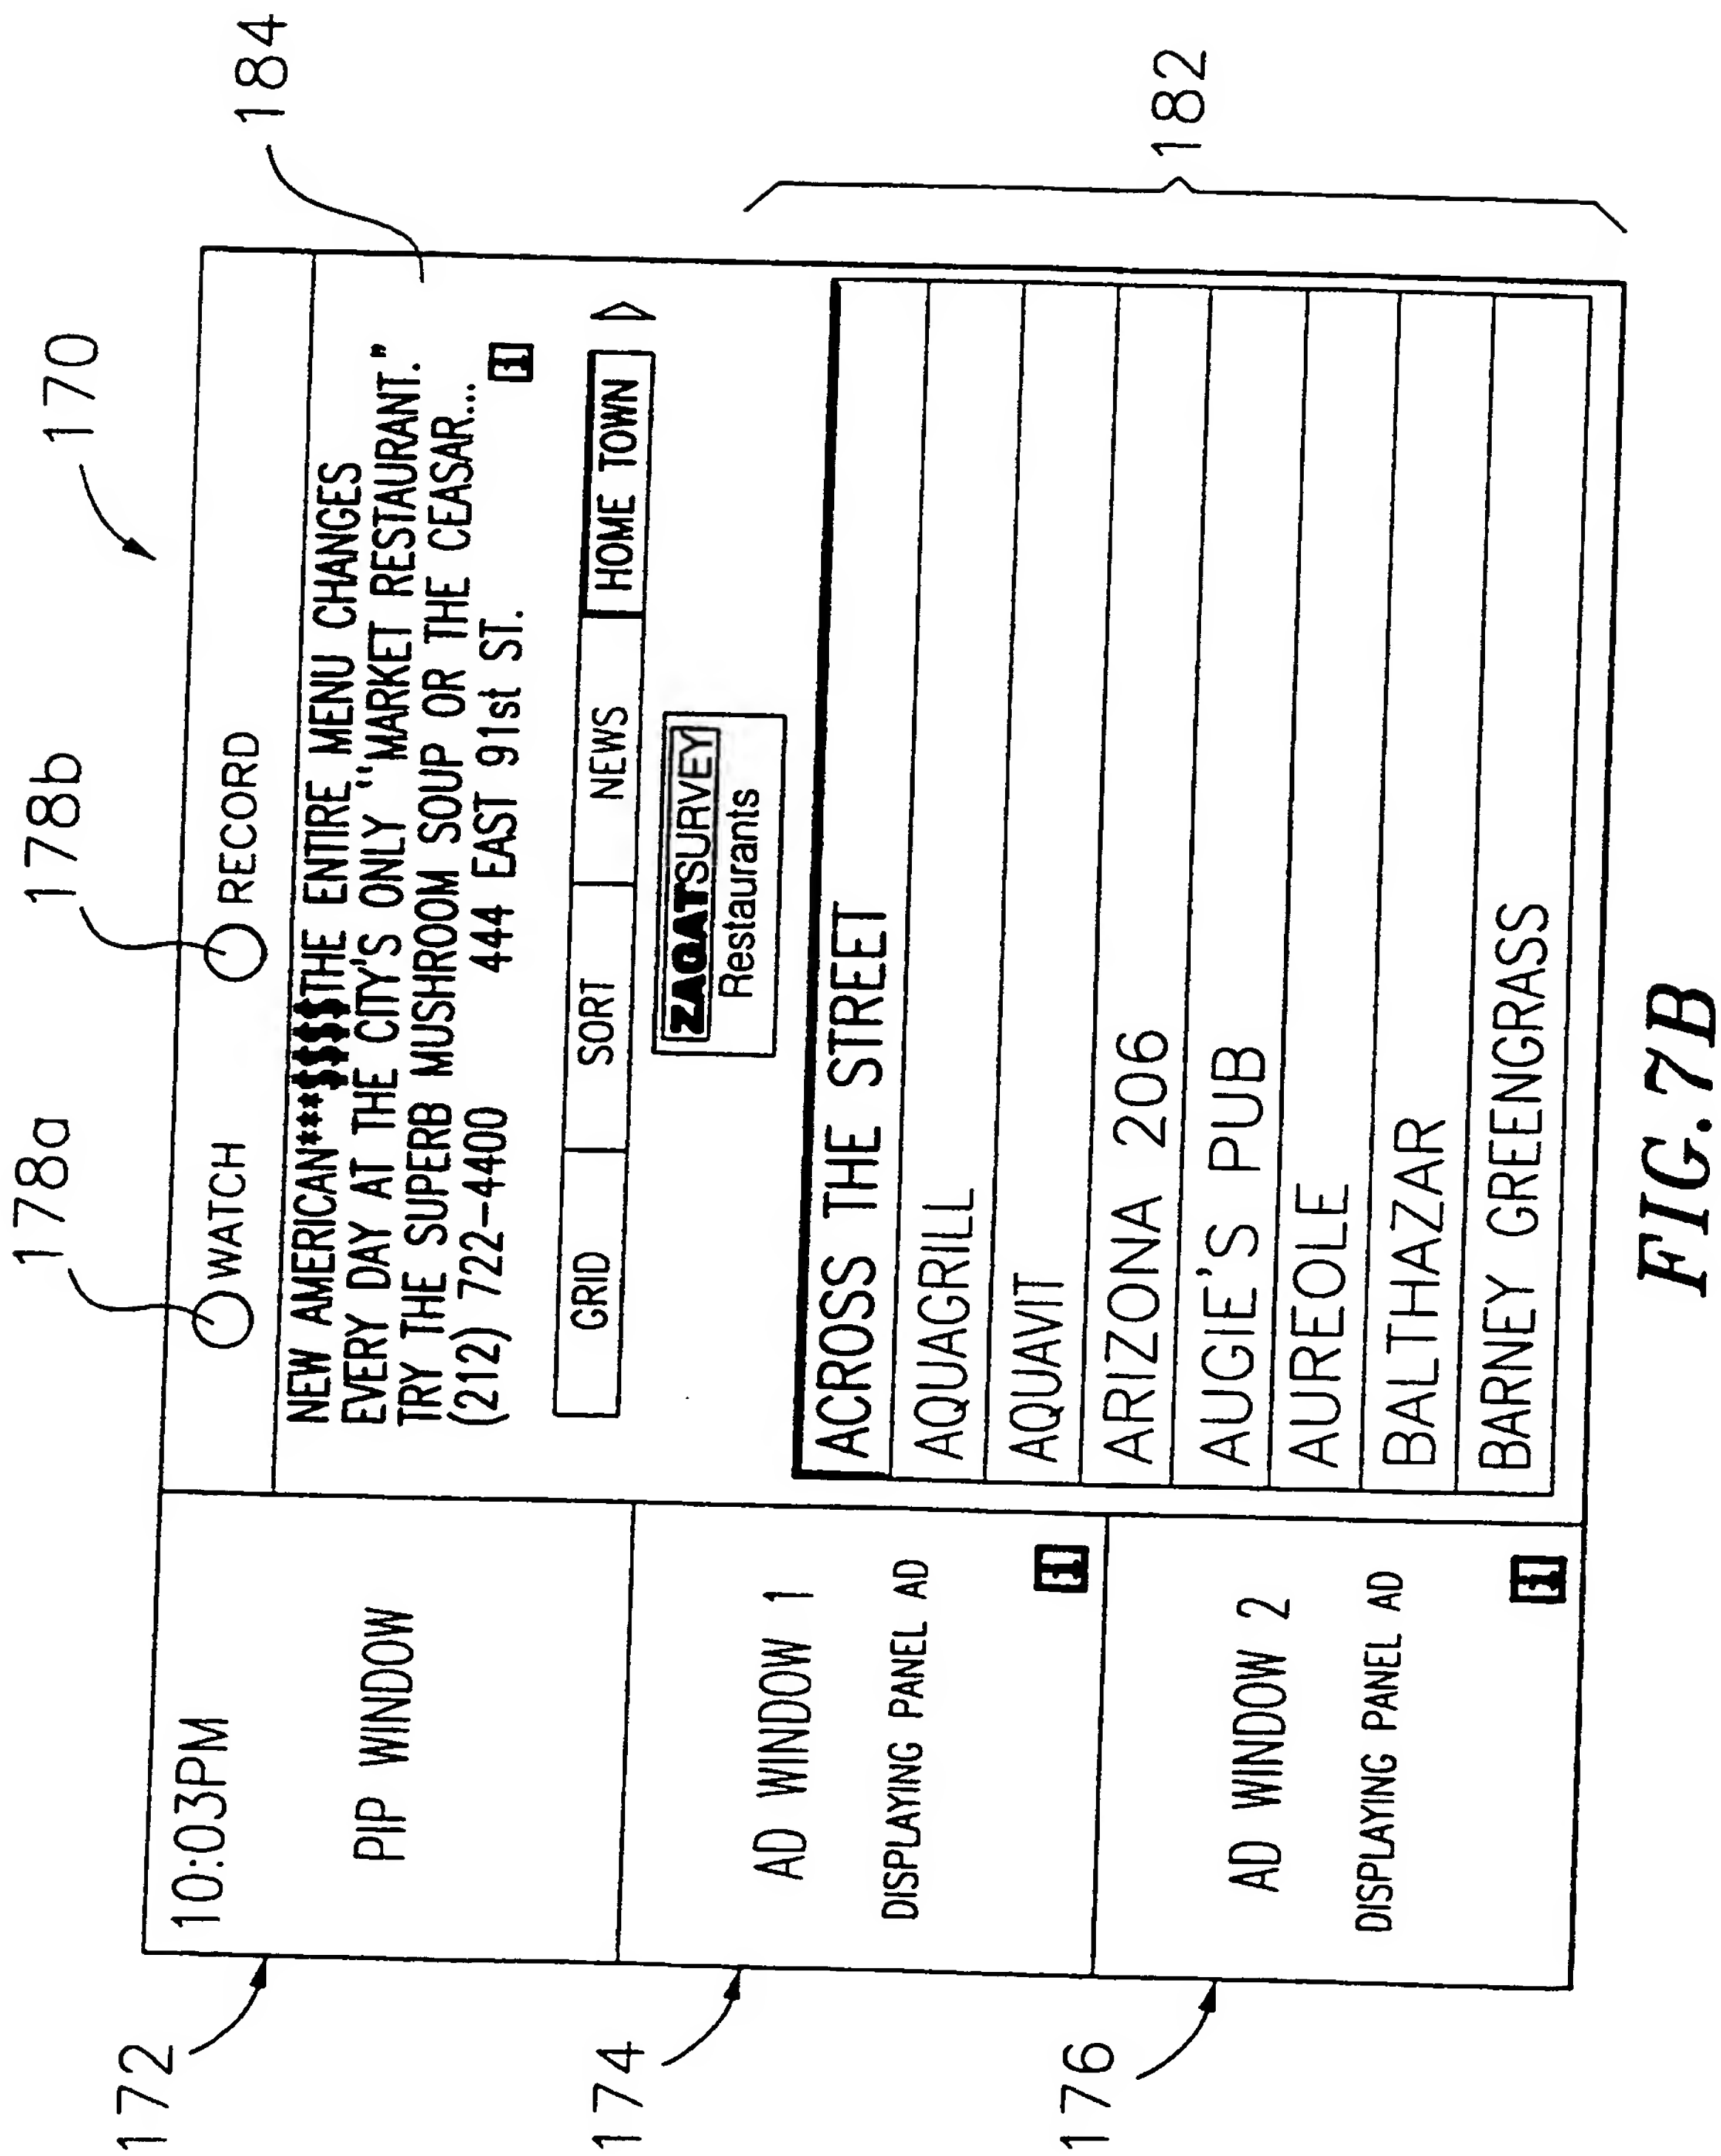 170
178a
178b
184
172
10:03PM
PIP WINDOW
WATCH
RECORD
NEW AMERICAN***$$$$THE ENTIRE MENU CHANGES
EVERY DAY AT THE CITY'S ONLY "MARKET RESTAURANT."
TRY THE SUPERB MUSHROOM SOUP OR THE CEASAR...
(212) 722-4400 444 EAST 91st ST.
i
GRID
SORT
NEWS
HOME TOWN
ZAGATSURVEY
Restaurants
174
AD WINDOW 1
DISPLAYING PANEL AD
i
176
AD WINDOW 2
DISPLAYING PANEL AD
i
ACROSS THE STREET
AQUAGRILL
AQUAVIT
ARIZONA 206
AUGIE'S PUB
AUREOLE
BALTHAZAR
BARNEY GREENGRASS
182
FIG.7B